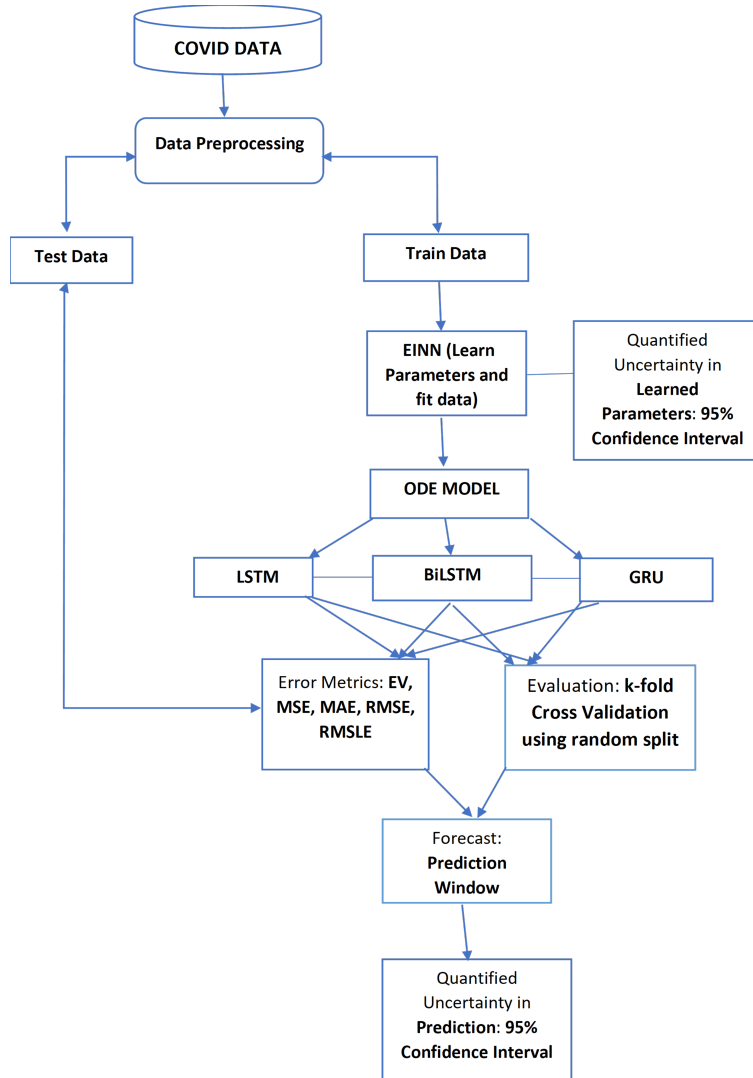 COVID DATA
Data Preprocessing
Test Data
Train Data
EINN (Learn
Parameters and
fit data)
Quantified
Uncertainty in
Learned
Parameters: 95%
Confidence Interval
ODE MODEL
LSTM
BiLSTM
GRU
Error Metrics: EV,
MSE, MAE, RMSE,
RMSLE
Evaluation: k-fold
Cross Validation
using random split
Forecast:
Prediction
Window
Quantified
Uncertainty in
Prediction: 95%
Confidence Interval